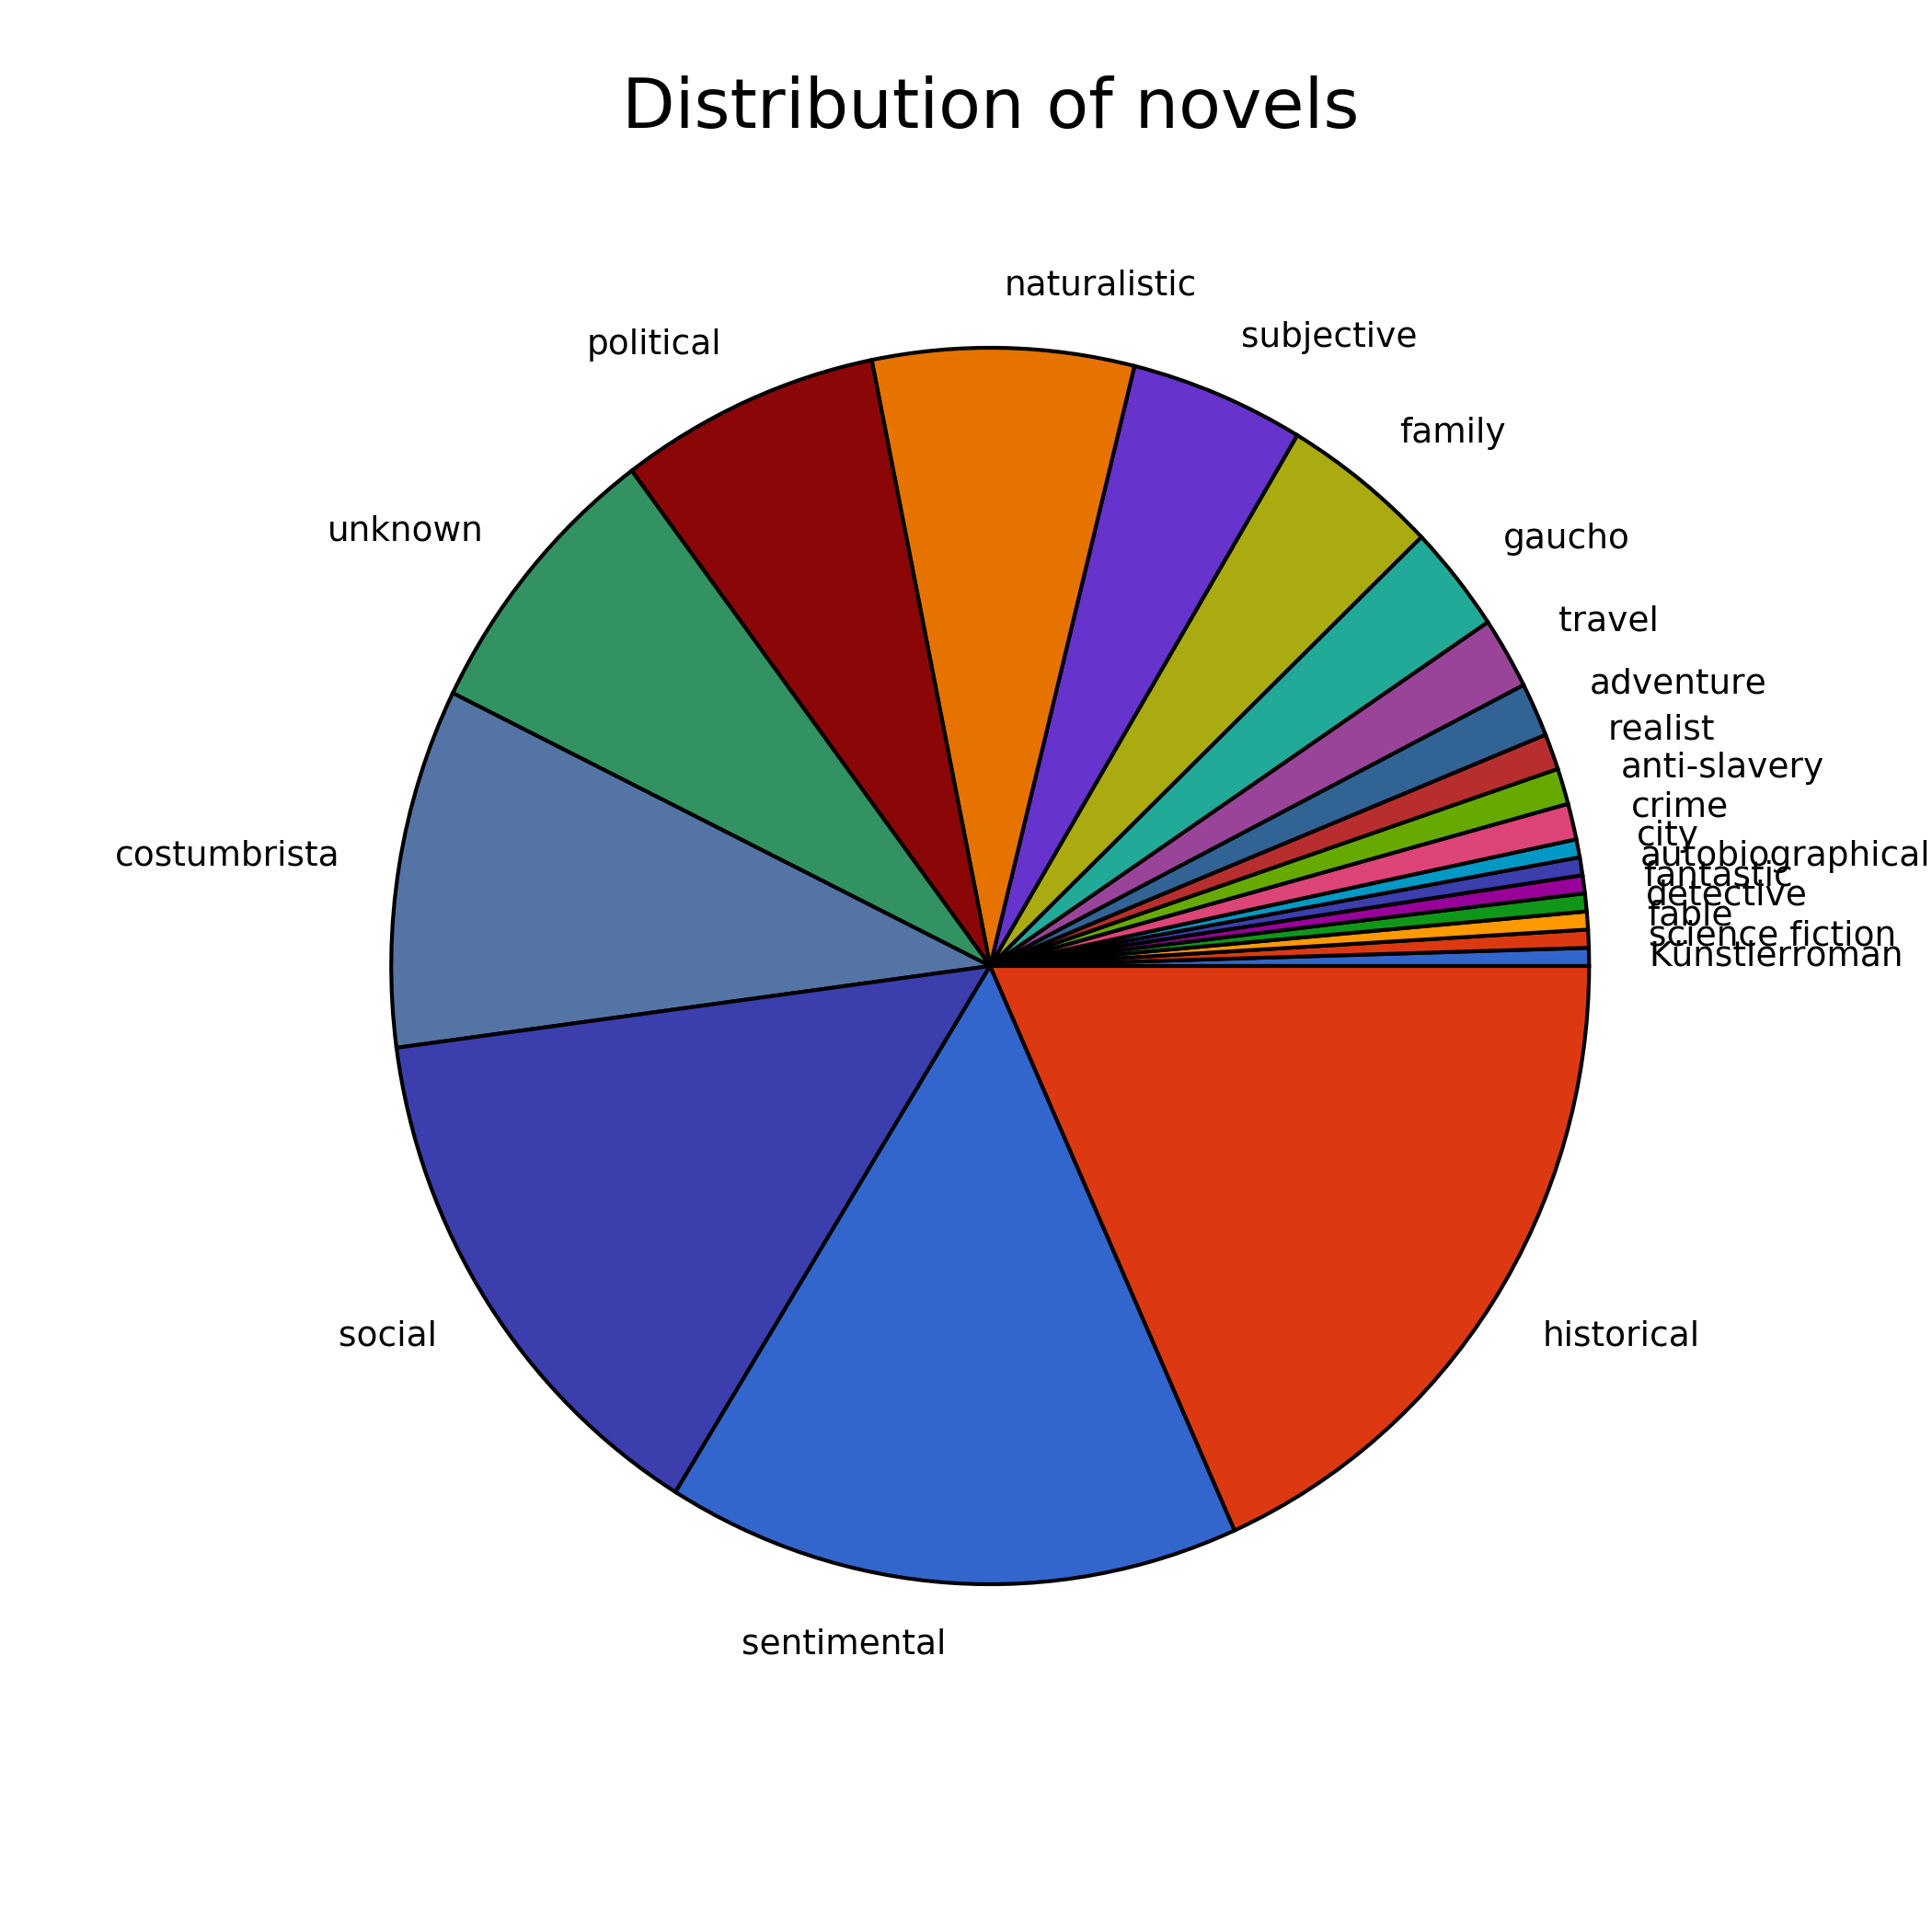 Distribution of novels
naturalistic
subjective
political
family
unknown
gaucho
travel
adventure
realist
anti-slavery
crime
city
autobiographical
costumbrista
fantastic
detective
fable
science fiction
Künstlerroman
social
historical
sentimental